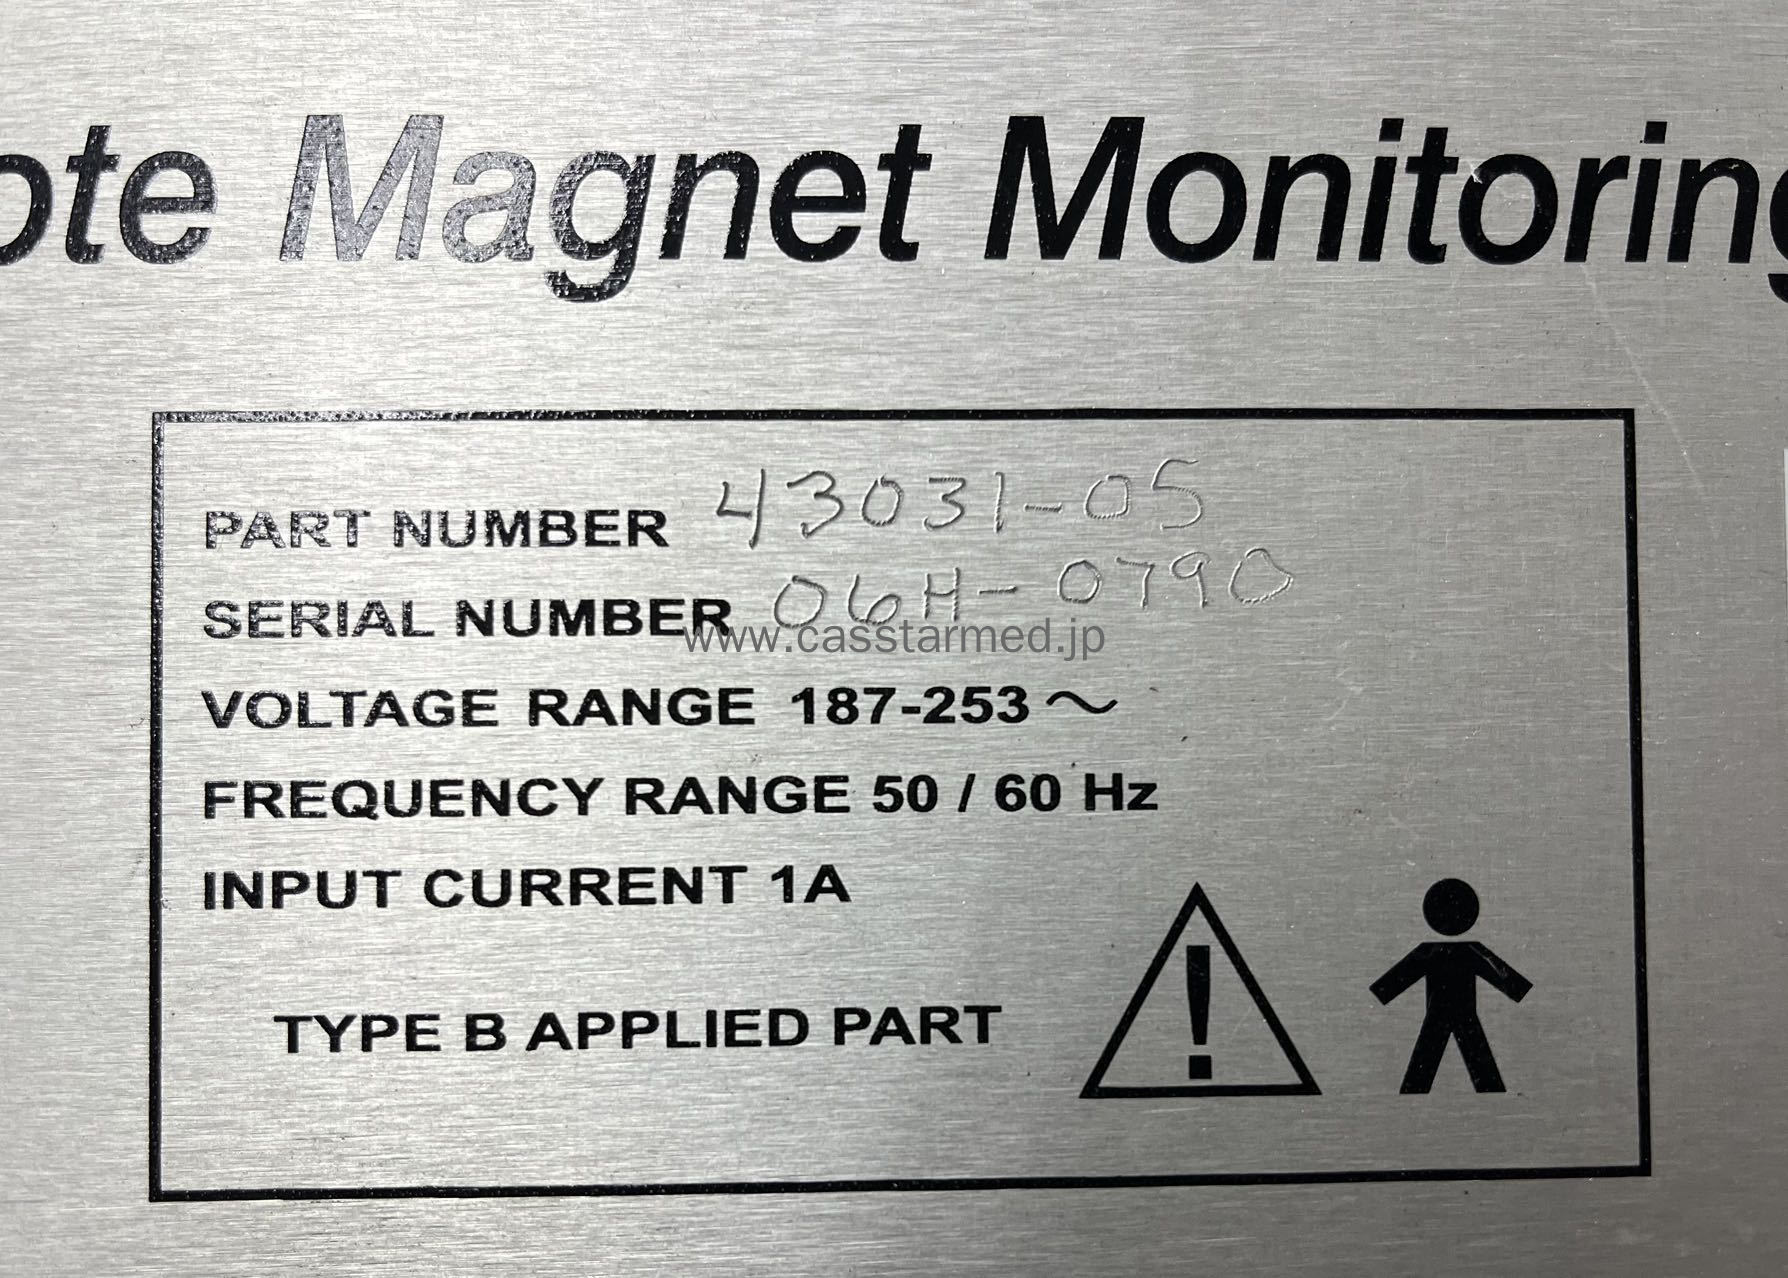 ote Magnet Monitoring
PART NUMBER 43031-05
SERIAL NUMBER 06H-0790
www.casstarmed.jp
VOLTAGE RANGE 187-253~
FREQUENCY RANGE 50 / 60 Hz
INPUT CURRENT 1A
TYPE B APPLIED PART